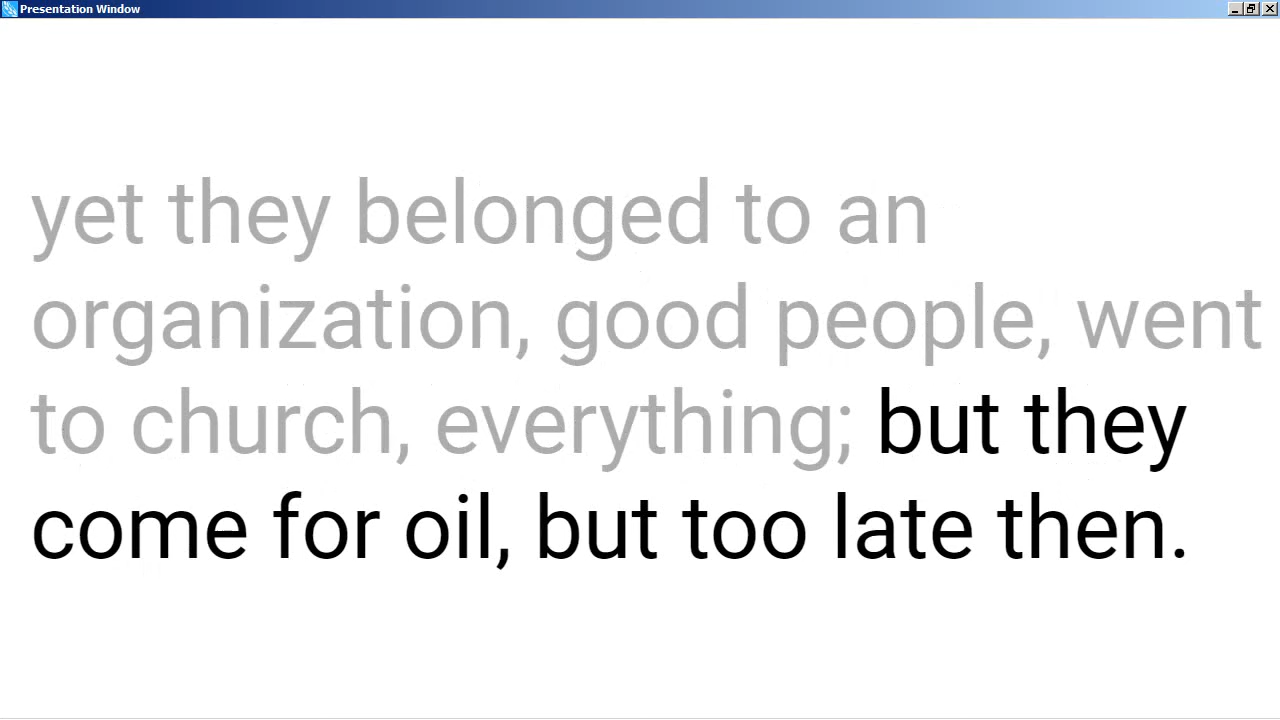 Presentation Window
yet they belonged to an
organization, good people, went
to church, everything; but they
come for oil, but too late then.